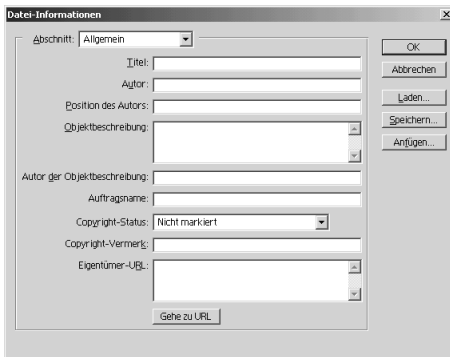 Datei-Informationen
Abschnitt: Allgemein
OK
Abbrechen
Laden...
Speichern...
Anfügen...
Titel:
Autor:
Position des Autors:
Objektbeschreibung:
Autor der Objektbeschreibung:
Auftragsname:
Copyright-Status: Nicht markiert
Copyright-Vermerk:
Eigentümer-URL:
Gehe zu URL